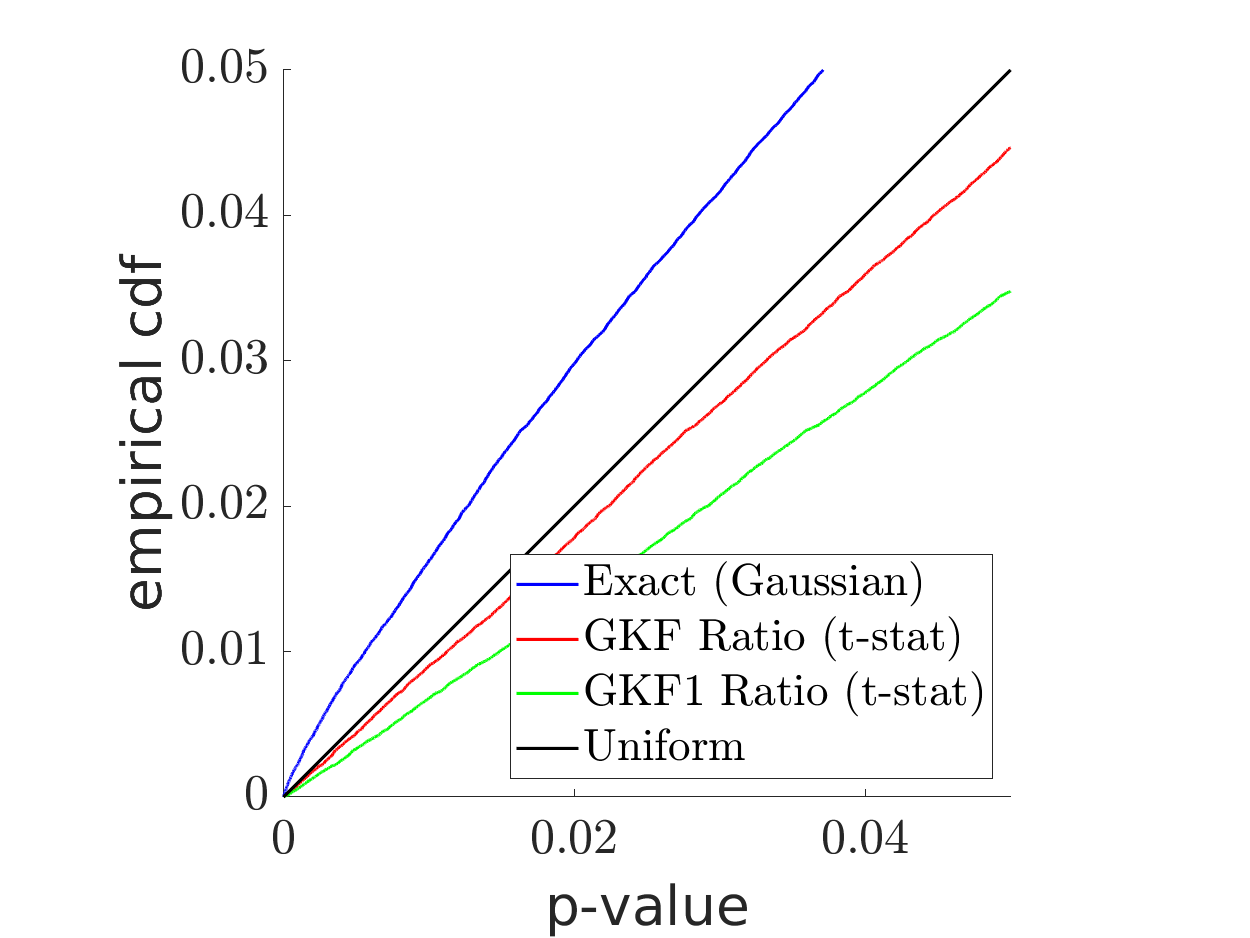 0.05
0.04
0.03
0.02
0.01
0
empirical cdf
Exact (Gaussian)
GKF Ratio (t-stat)
GKF1 Ratio (t-stat)
Uniform
0
0.02
0.04
p-value